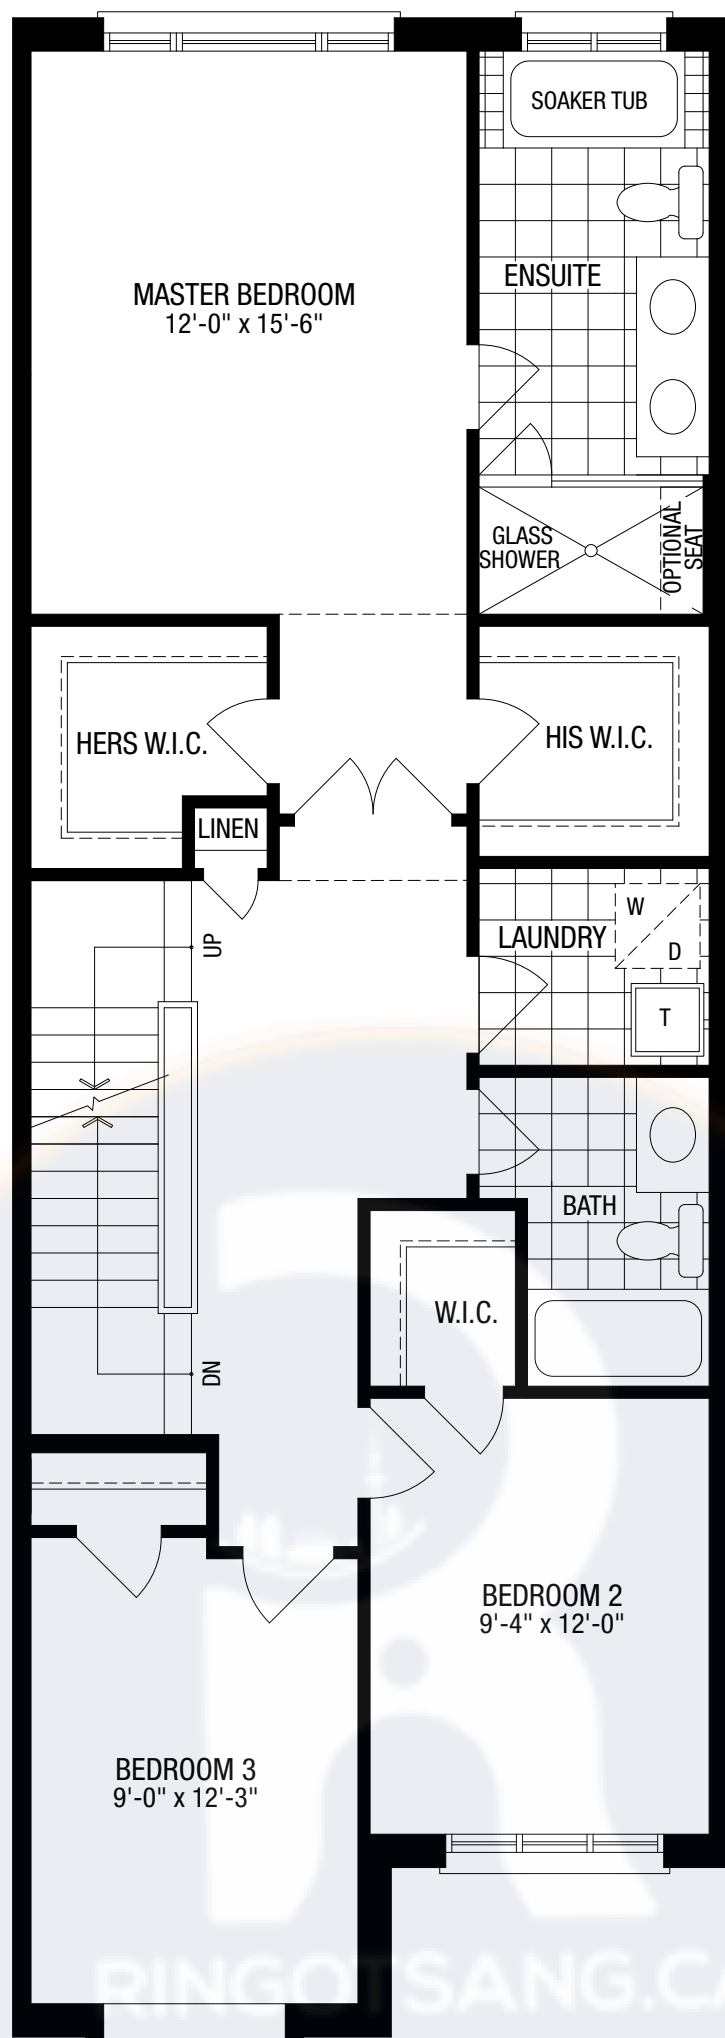 SOAKER TUB
ENSUITE
MASTER BEDROOM
12'-0" x 15'-6"
GLASS
SHOWER
OPTIONAL
SEAT
HERS W.I.C.
HIS W.I.C.
LINEN
UP
LAUNDRY
W
D
T
BATH
W.I.C.
DN
BEDROOM 2
9'-4" x 12'-0"
BEDROOM 3
9'-0" x 12'-3"
RINGOTSANG.CA